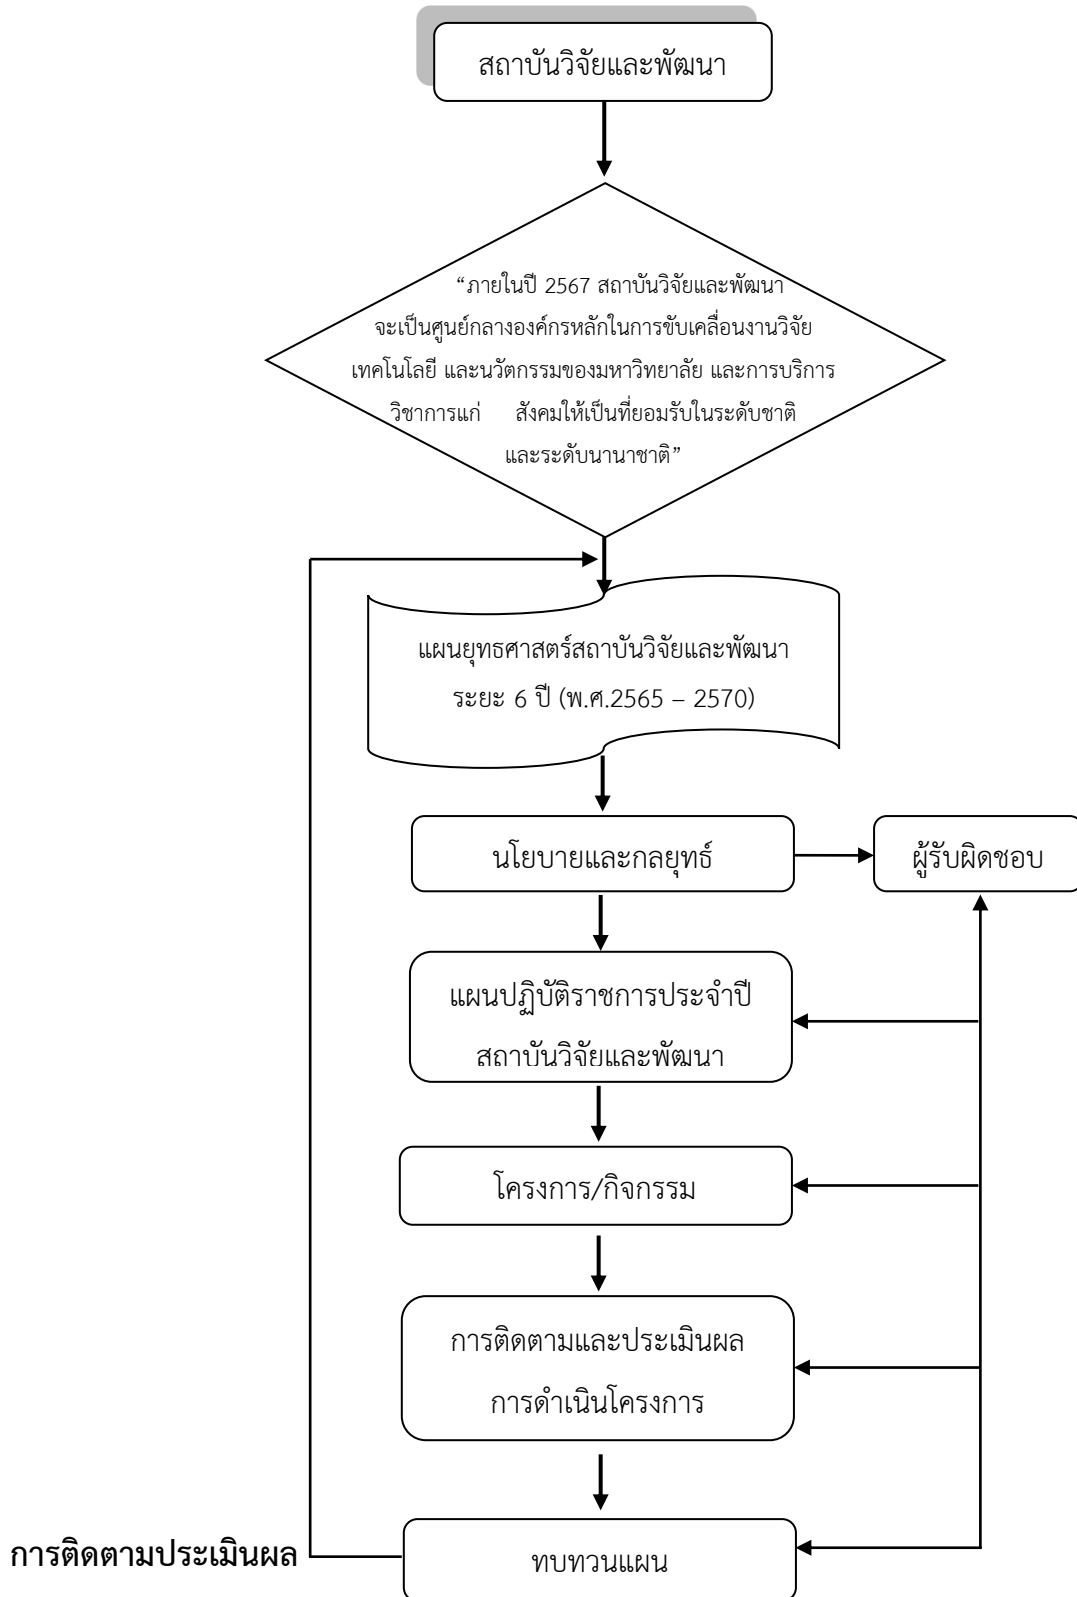 สถาบันวิจัยและพัฒนา
“ภายในปี 2567 สถาบันวิจัยและพัฒนา
จะเป็นศูนย์กลางองค์กรหลักในการขับเคลื่อนงานวิจัย
เทคโนโลยี และนวัตกรรมของมหาวิทยาลัย และการบริการ
วิชาการแก่ สังคมให้เป็นที่ยอมรับในระดับชาติ
และระดับนานาชาติ”
แผนยุทธศาสตร์สถาบันวิจัยและพัฒนา
ระยะ 6 ปี (พ.ศ.2565 – 2570)
นโยบายและกลยุทธ์
ผู้รับผิดชอบ
แผนปฏิบัติราชการประจำปี
สถาบันวิจัยและพัฒนา
โครงการ/กิจกรรม
การติดตามและประเมินผล
การดำเนินโครงการ
การติดตามประเมินผล
ทบทวนแผน